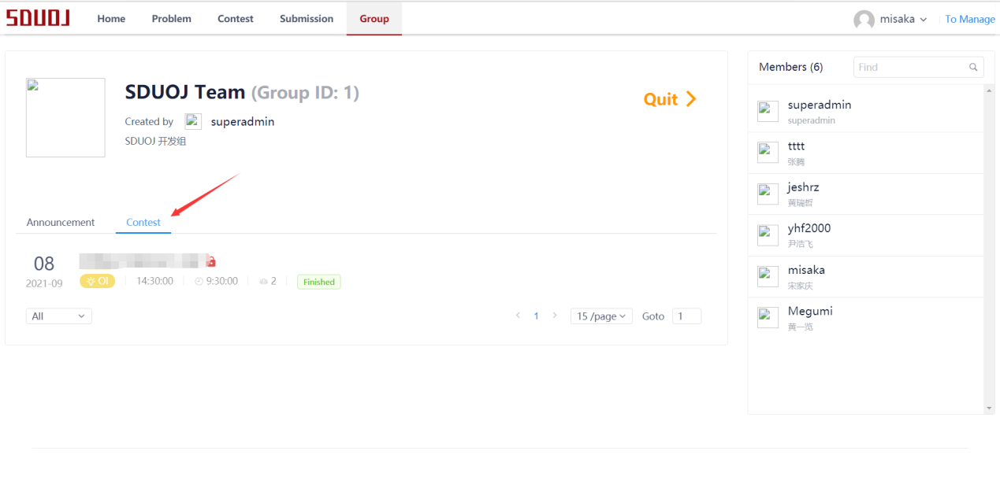 SDUOJ Home Problem Contest Submission Group misaka To Manage
SDUOJ Team (Group ID: 1)
Quit
Created by superadmin
SDUOJ 开发组
Announcement Contest
08
2021-09
OI 14:30:00 9:30:00 2 Finished
All 1 15 /page Goto 1
Members (6) Find
superadmin
superadmin
tttt
张腾
jeshrz
黄瑞哲
yhf2000
尹浩飞
misaka
宋家庆
Megumi
黄一览